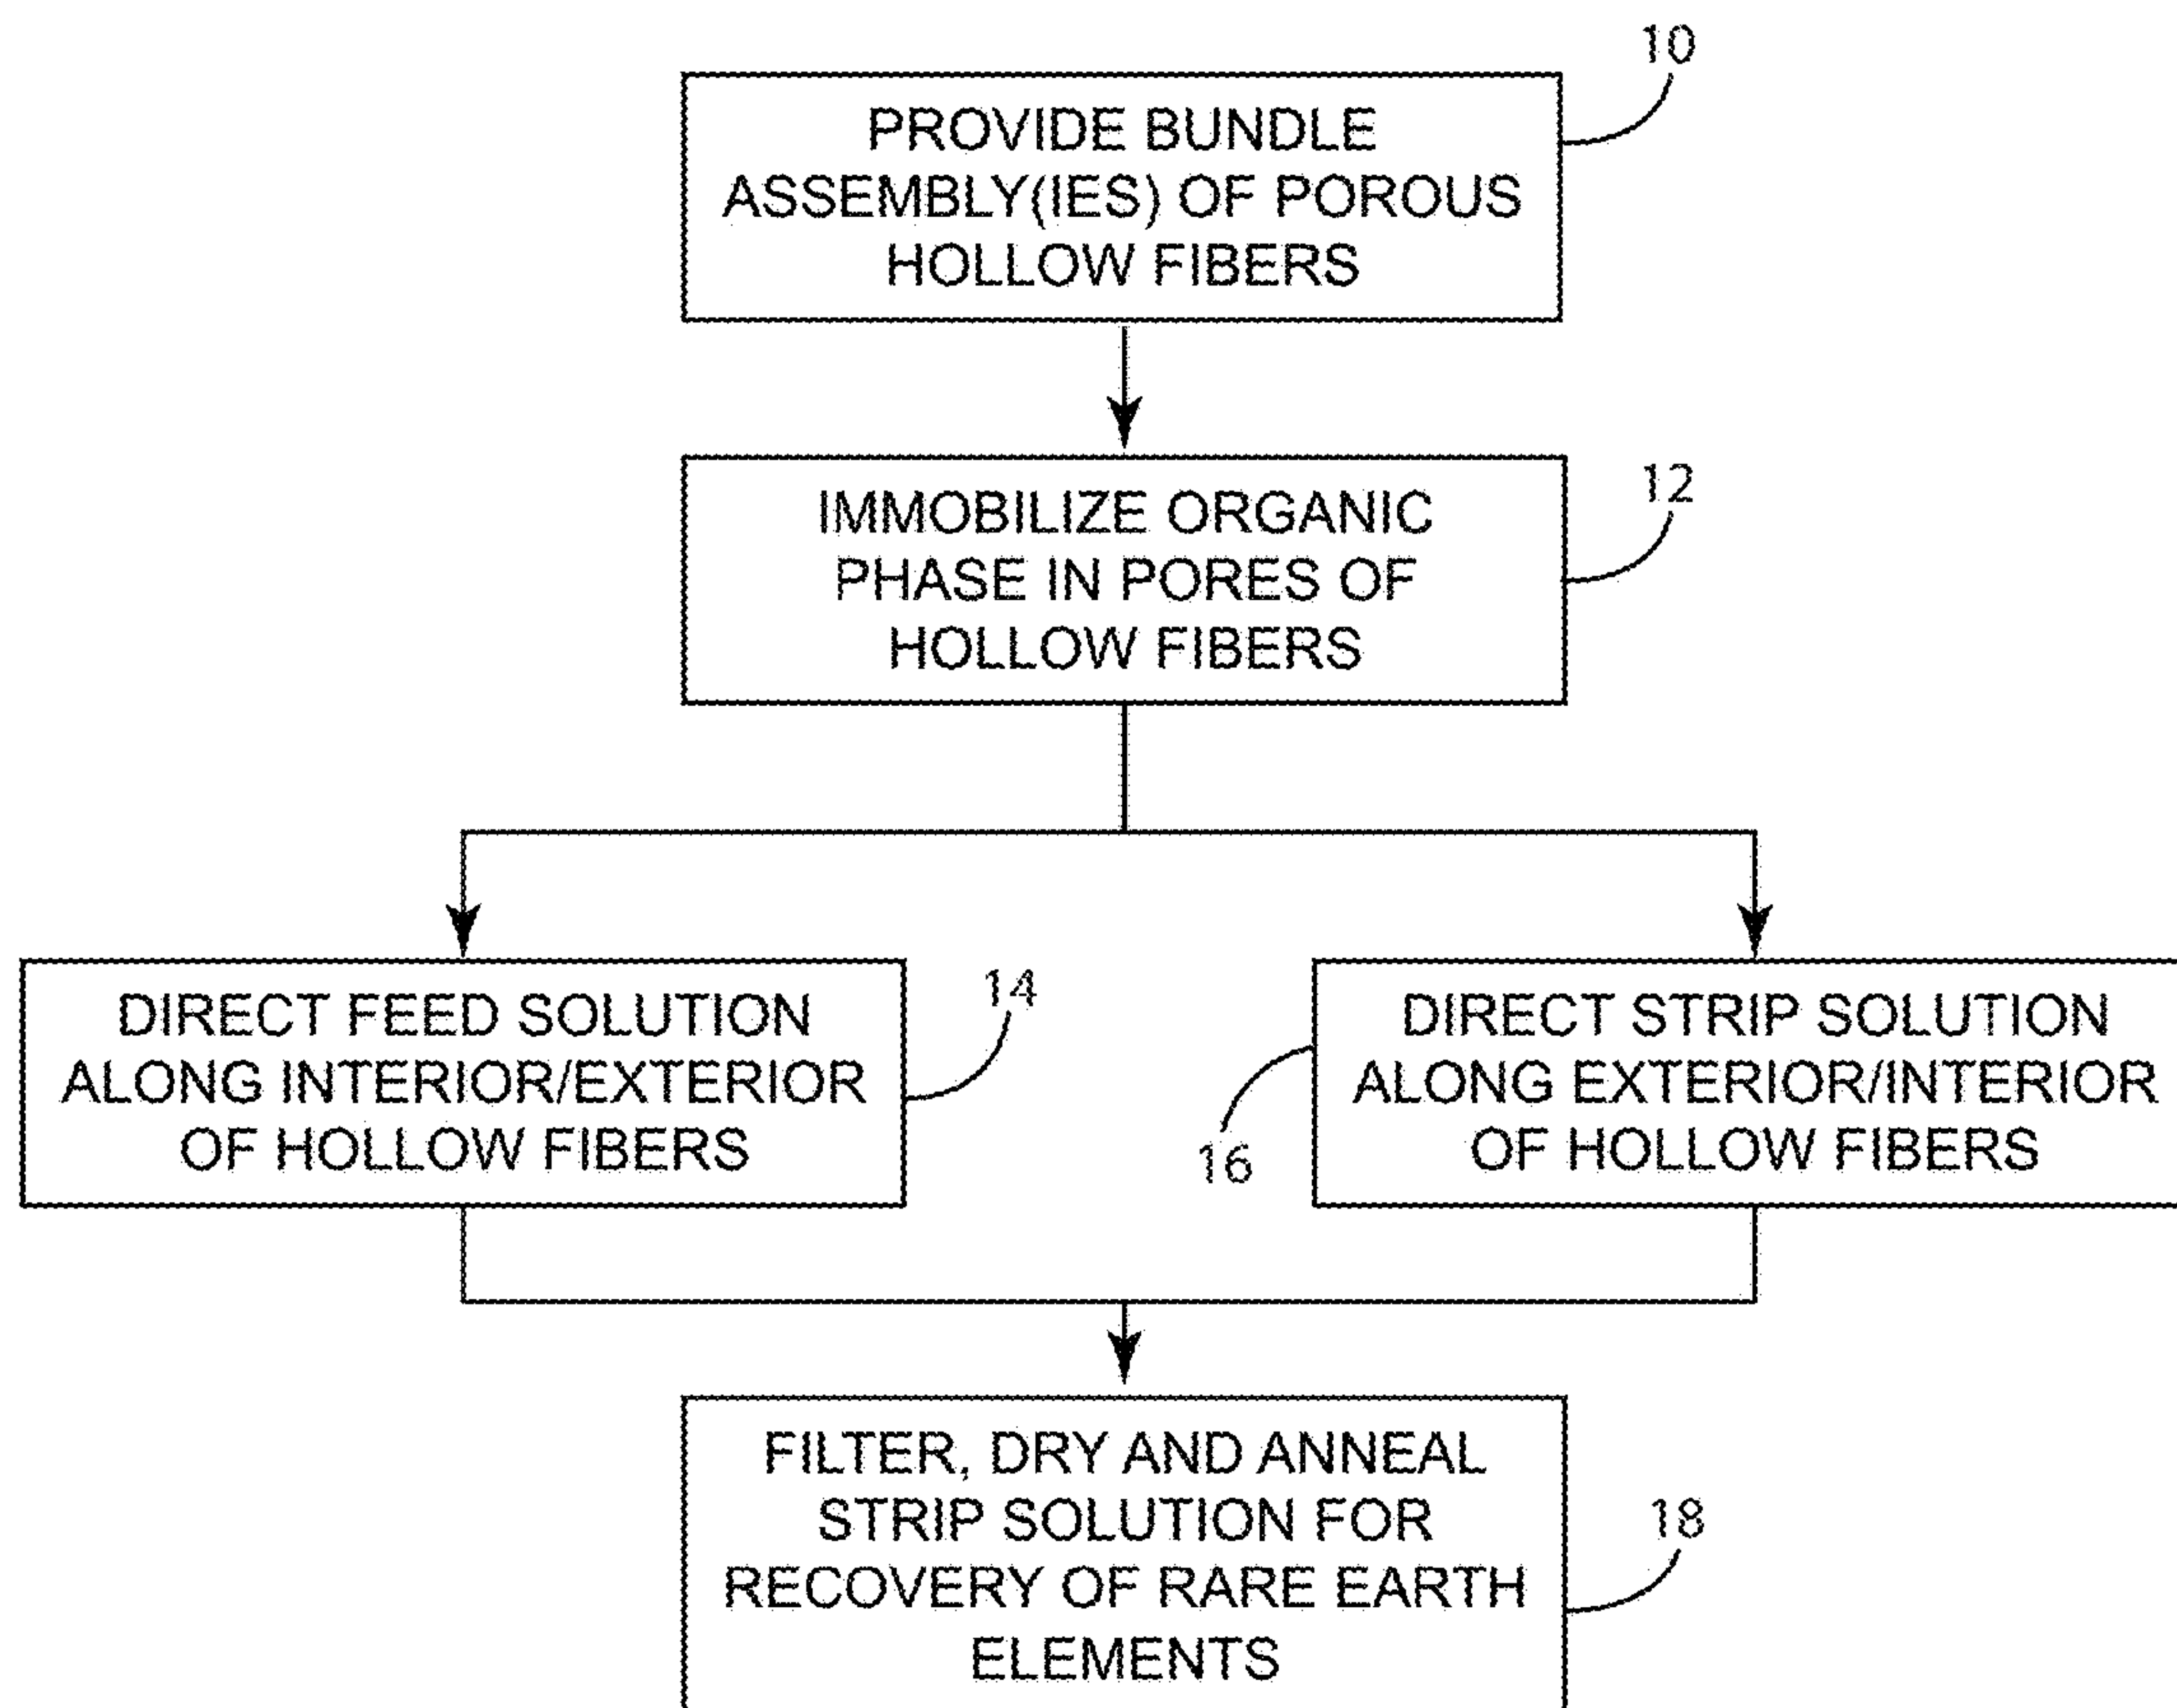 10
PROVIDE BUNDLE
ASSEMBLY(IES) OF POROUS
HOLLOW FIBERS
12
IMMOBILIZE ORGANIC
PHASE IN PORES OF
HOLLOW FIBERS
14
DIRECT FEED SOLUTION
ALONG INTERIOR/EXTERIOR
OF HOLLOW FIBERS
16
DIRECT STRIP SOLUTION
ALONG EXTERIOR/INTERIOR
OF HOLLOW FIBERS
18
FILTER, DRY AND ANNEAL
STRIP SOLUTION FOR
RECOVERY OF RARE EARTH
ELEMENTS